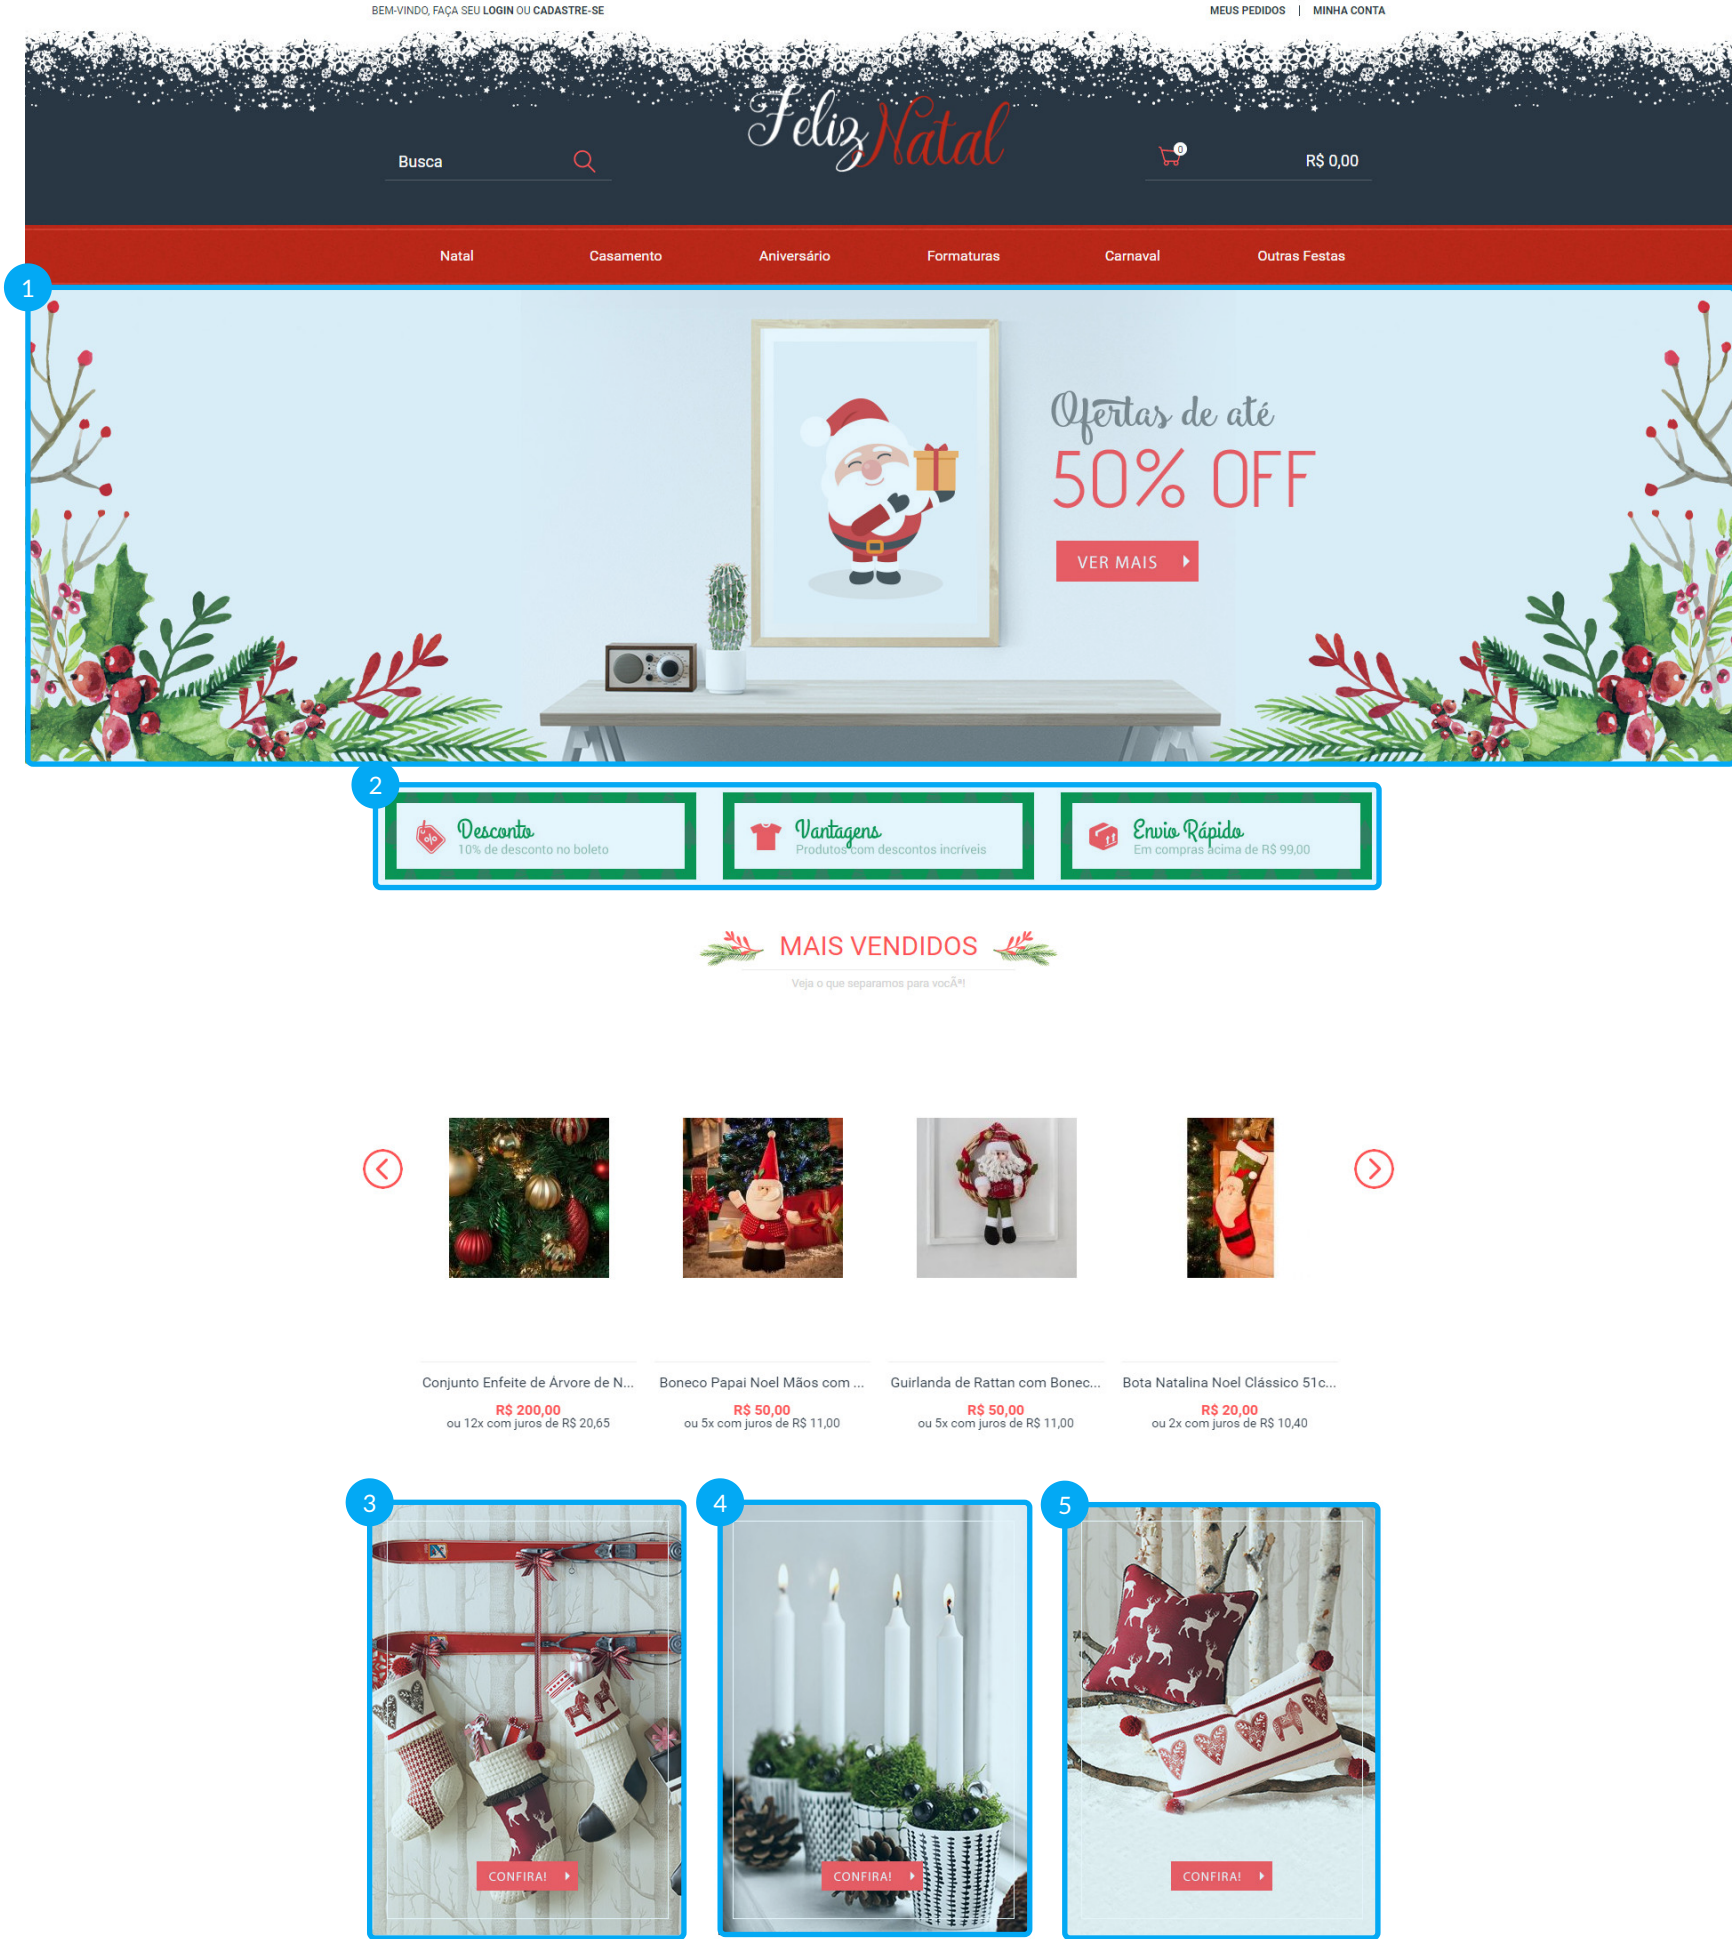 BEM-VINDO, FAÇA SEU LOGIN OU CADASTRE-SE
MEUS PEDIDOS | MINHA CONTA
Feliz Natal
Busca
0
R$ 0,00
Natal
Casamento
Aniversário
Formaturas
Carnaval
Outras Festas
1
Ofertas de até
50% OFF
VER MAIS
2
Desconto
10% de desconto no boleto
Vantagens
Produtos com descontos incríveis
Envio Rápido
Em compras acima de R$ 99,00
MAIS VENDIDOS
Veja o que separamos para vocÃª!
Conjunto Enfeite de Árvore de N...
R$ 200,00
ou 12x com juros de R$ 20,65
Boneco Papai Noel Mãos com ...
R$ 50,00
ou 5x com juros de R$ 11,00
Guirlanda de Rattan com Bonec...
R$ 50,00
ou 5x com juros de R$ 11,00
Bota Natalina Noel Clássico 51c...
R$ 20,00
ou 2x com juros de R$ 10,40
3
CONFIRA!
4
CONFIRA!
5
CONFIRA!